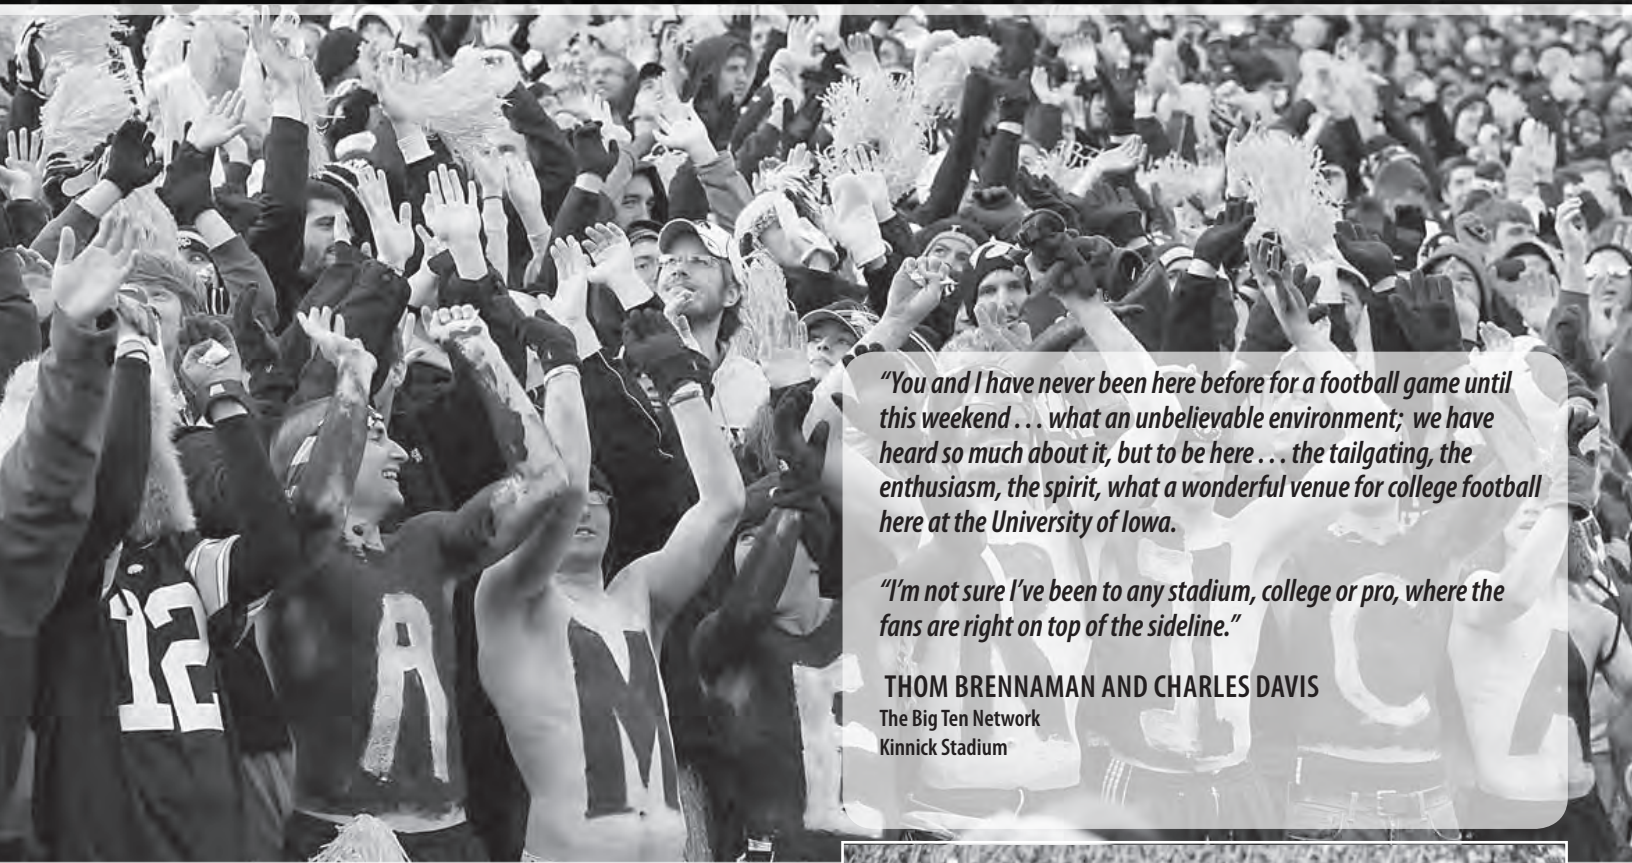 “You and I have never been here before for a football game until
this weekend . . . what an unbelievable environment;  we have
heard so much about it, but to be here . . . the tailgating, the
enthusiasm, the spirit, what a wonderful venue for college football
here at the University of Iowa.
“I’m not sure I’ve been to any stadium, college or pro, where the
fans are right on top of the sideline.”
THOM BRENNAMAN AND CHARLES DAVIS
The Big Ten Network
Kinnick Stadium
12
A M E R I C A